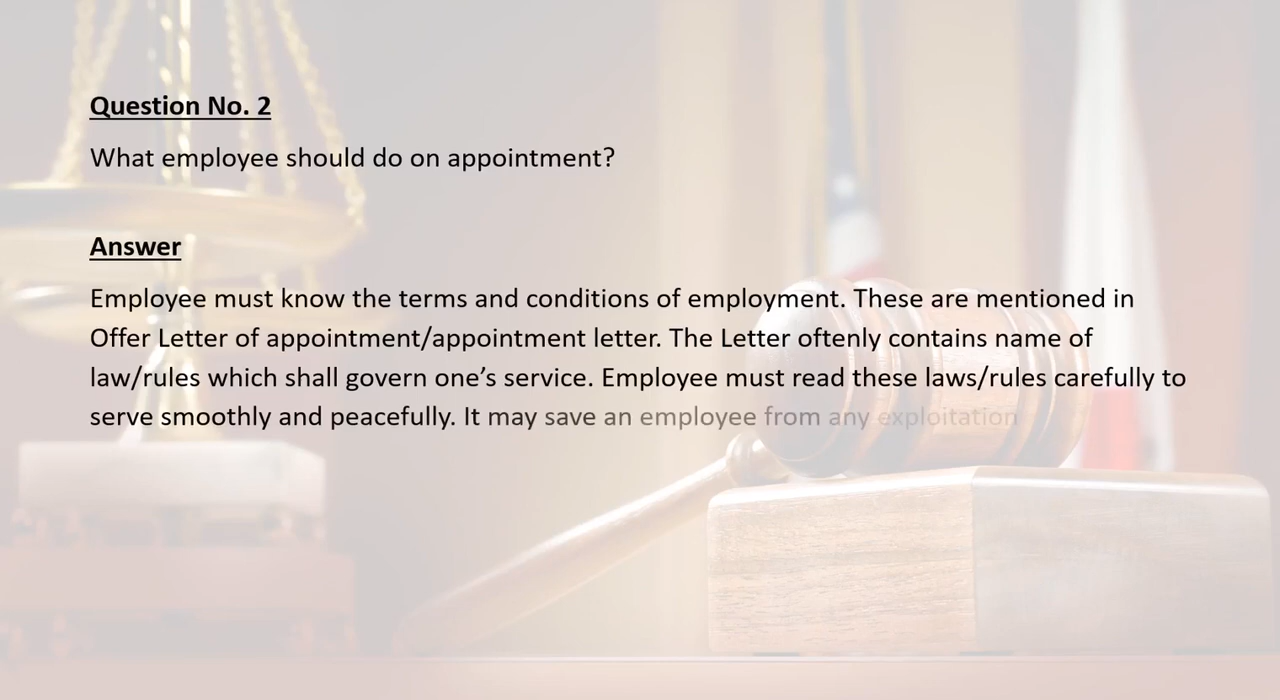 Question No. 2
What employee should do on appointment?
Answer
Employee must know the terms and conditions of employment. These are mentioned in
Offer Letter of appointment/appointment letter. The Letter oftenly contains name of
law/rules which shall govern one’s service. Employee must read these laws/rules carefully to
serve smoothly and peacefully. It may save an employee from any exploitation